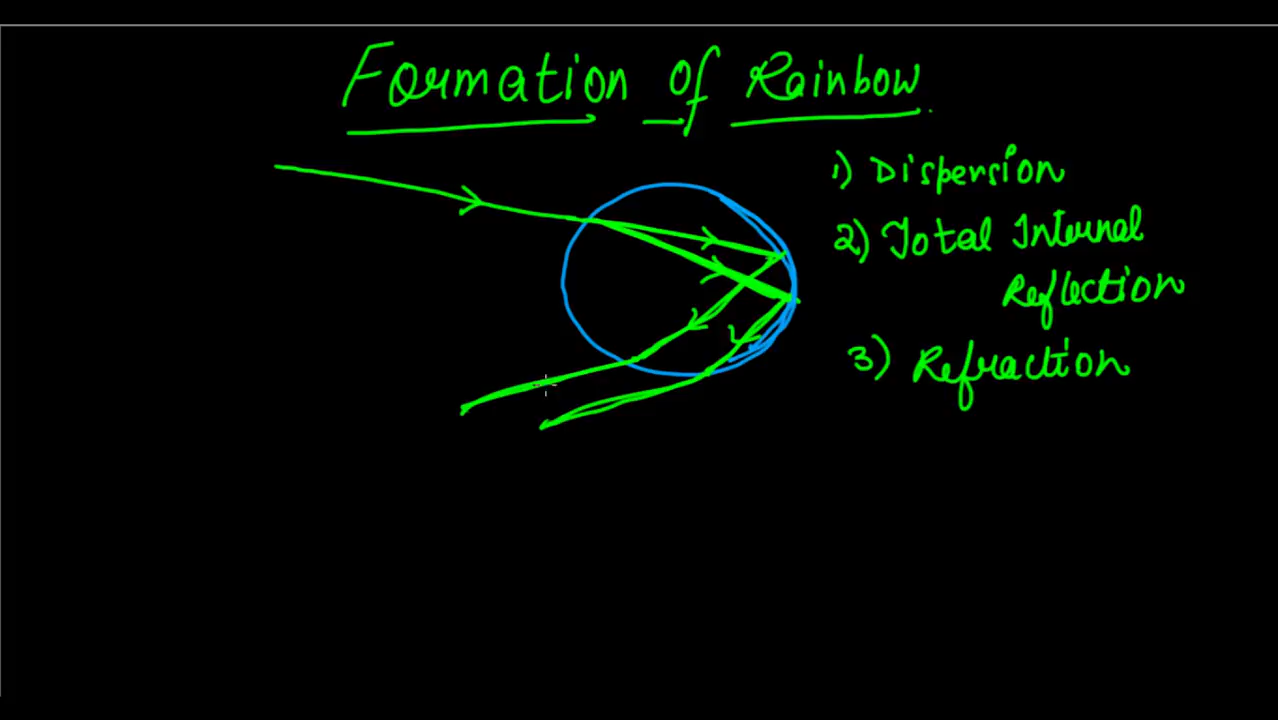 Formation of Rainbow.
1) Dispersion
2) Total Internal
Reflection
3) Refraction